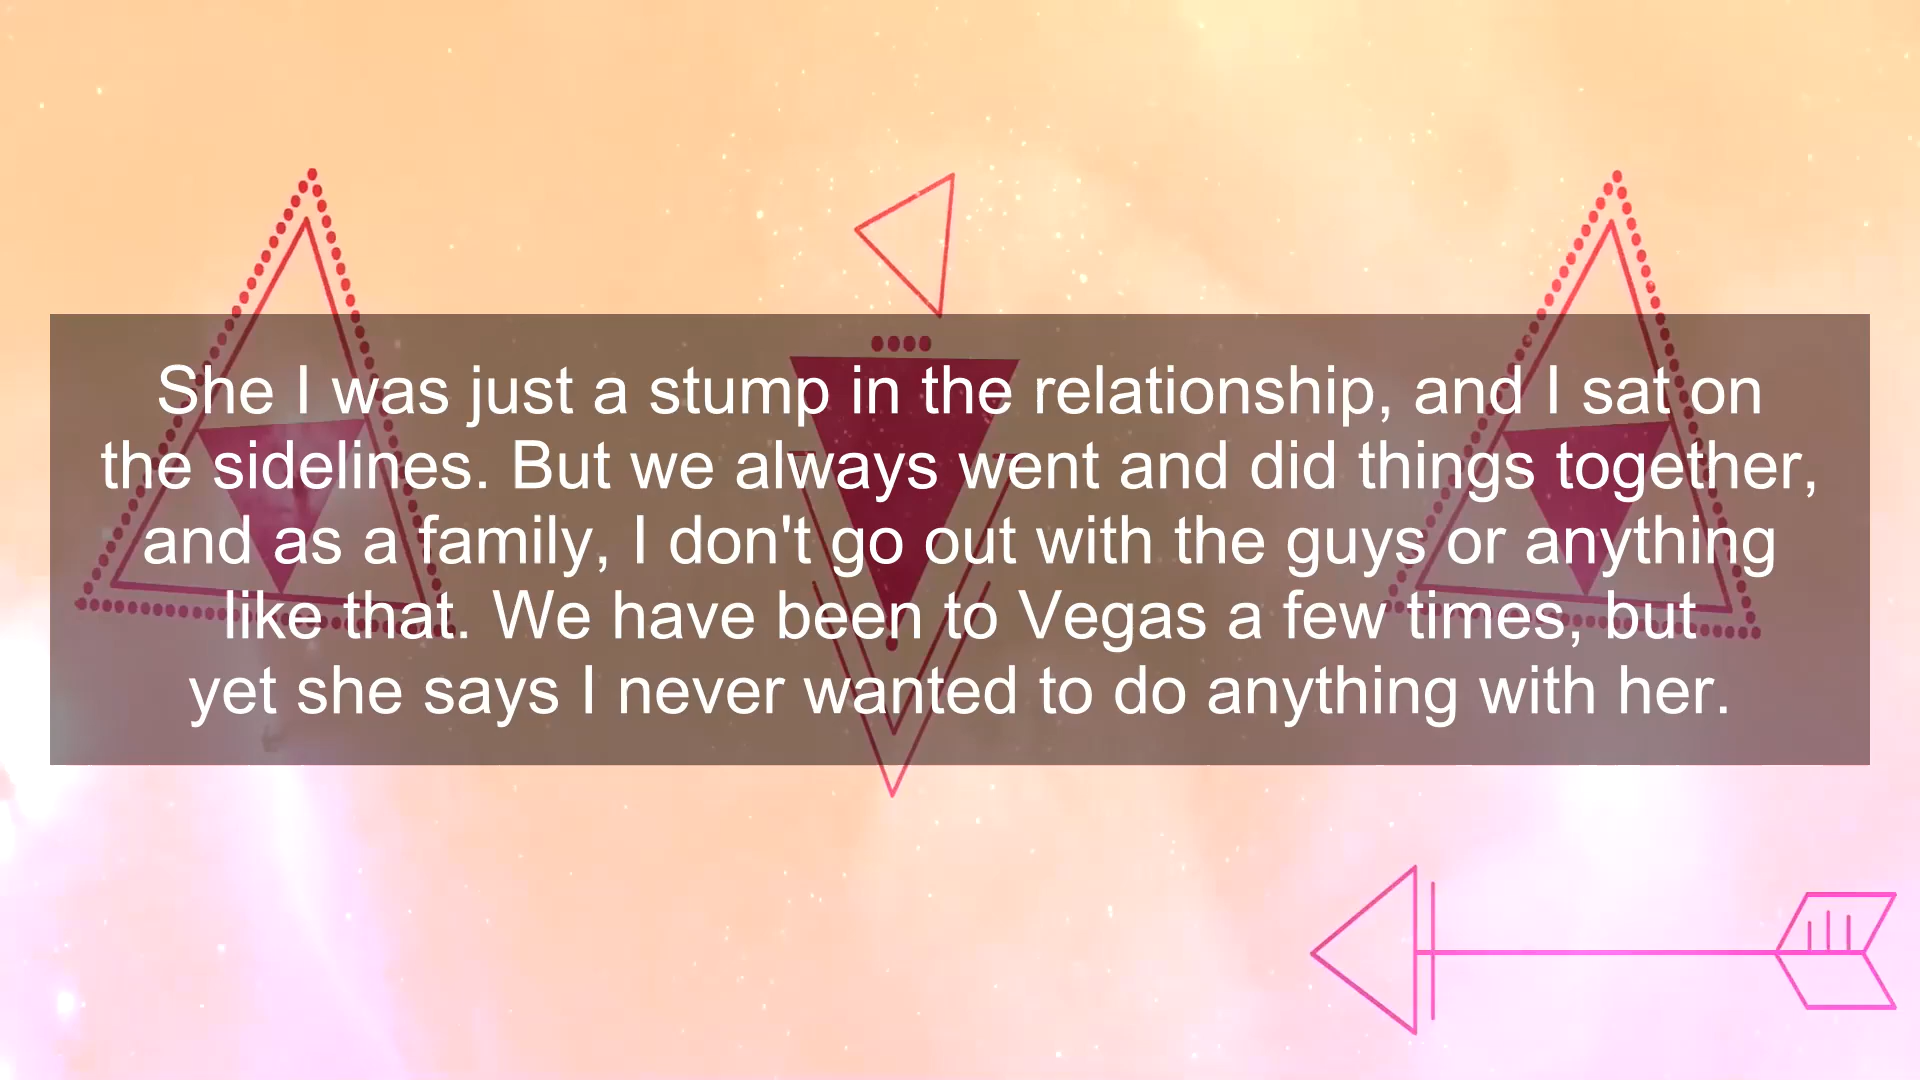 She I was just a stump in the relationship, and I sat on
the sidelines. But we always went and did things together,
and as a family, I don't go out with the guys or anything
like that. We have been to Vegas a few times, but
yet she says I never wanted to do anything with her.